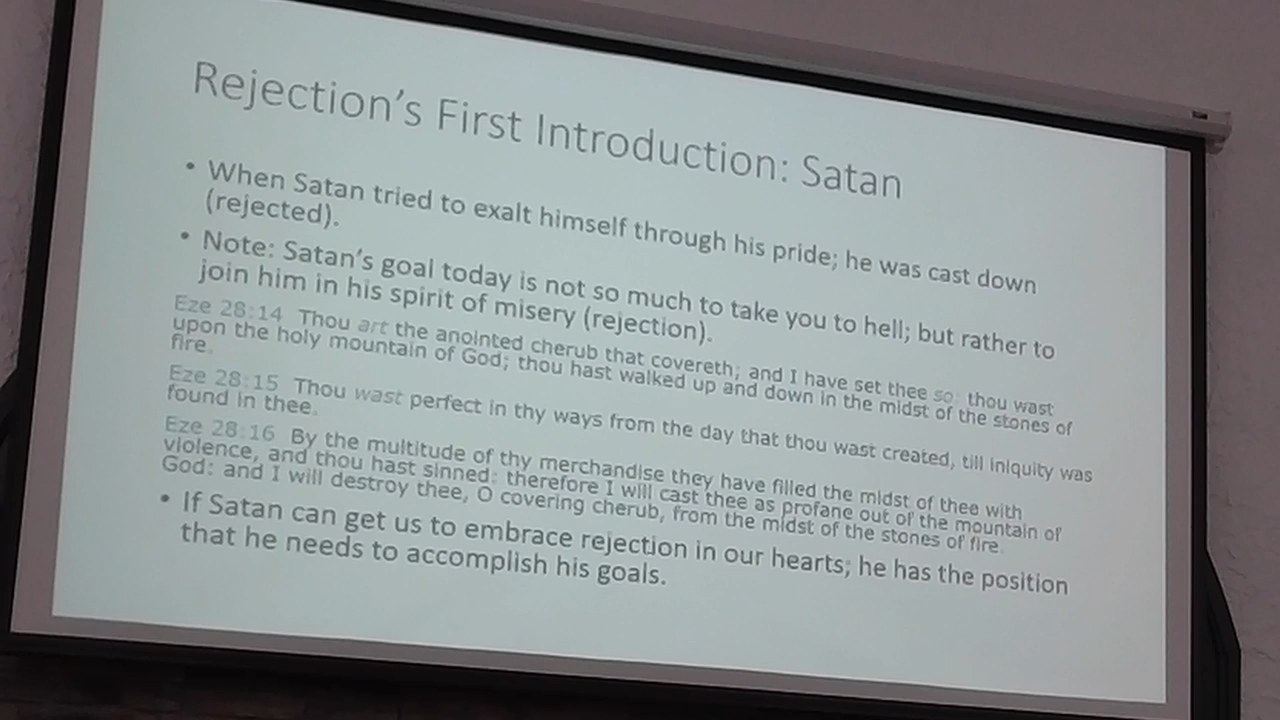 Rejection's First Introduction: Satan
• When Satan tried to exalt himself through his pride; he was cast down
(rejected).
• Note: Satan's goal today is not so much to take you to hell; but rather to
join him in his spirit of misery (rejection).
Eze 28:14 Thou art the anointed cherub that covereth; and I have set thee so: thou wast
upon the holy mountain of God; thou hast walked up and down in the midst of the stones of
fire.
Eze 28:15 Thou wast perfect in thy ways from the day that thou wast created, till iniquity was
found in thee.
Eze 28:16 By the multitude of thy merchandise they have filled the midst of thee with
violence, and thou hast sinned: therefore I will cast thee as profane out of the mountain of
God: and I will destroy thee, O covering cherub, from the midst of the stones of fire.
• If Satan can get us to embrace rejection in our hearts; he has the position
that he needs to accomplish his goals.